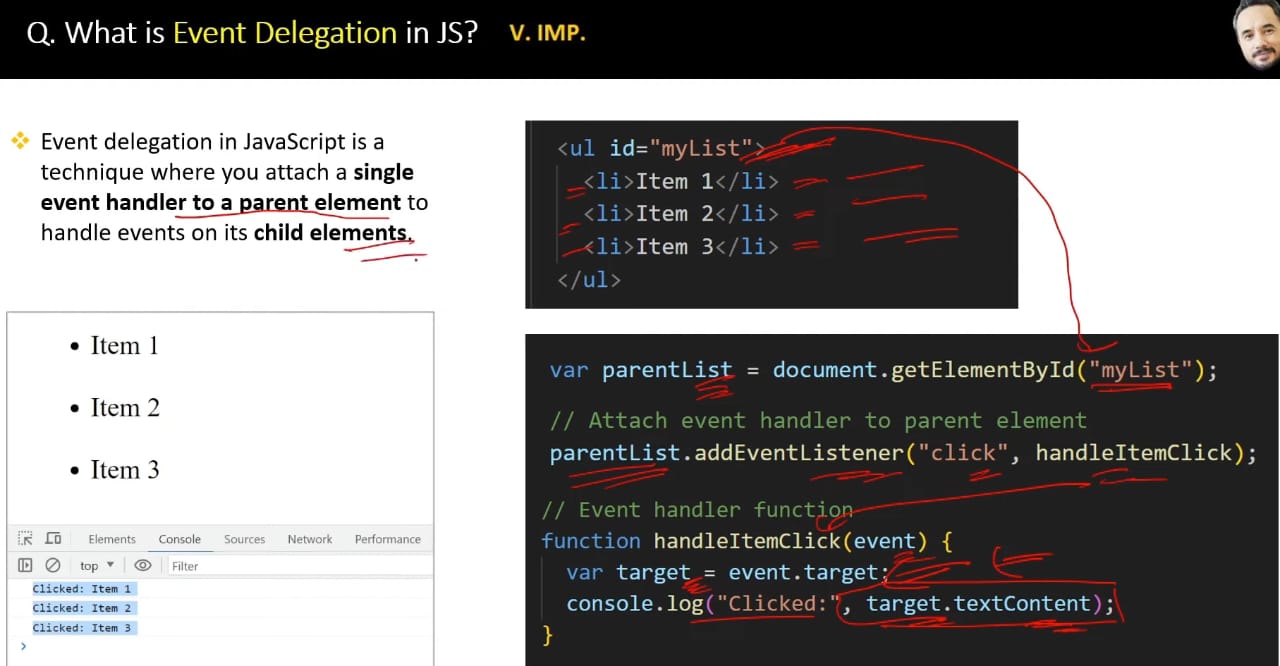 Q. What is Event Delegation in JS? V. IMP.
Event delegation in JavaScript is a
technique where you attach a single
event handler to a parent element to
handle events on its child elements.
<ul id="myList">
<li>Item 1</li>
<li>Item 2</li>
<li>Item 3</li>
</ul>
• Item 1
• Item 2
• Item 3
Elements Console Sources Network Performance
top Filter
Clicked: Item 1
Clicked: Item 2
Clicked: Item 3
>
var parentList = document.getElementById("myList");
// Attach event handler to parent element
parentList.addEventListener("click", handleItemClick);
// Event handler function
function handleItemClick(event) {
var target = event.target;
console.log("Clicked:", target.textContent);
}